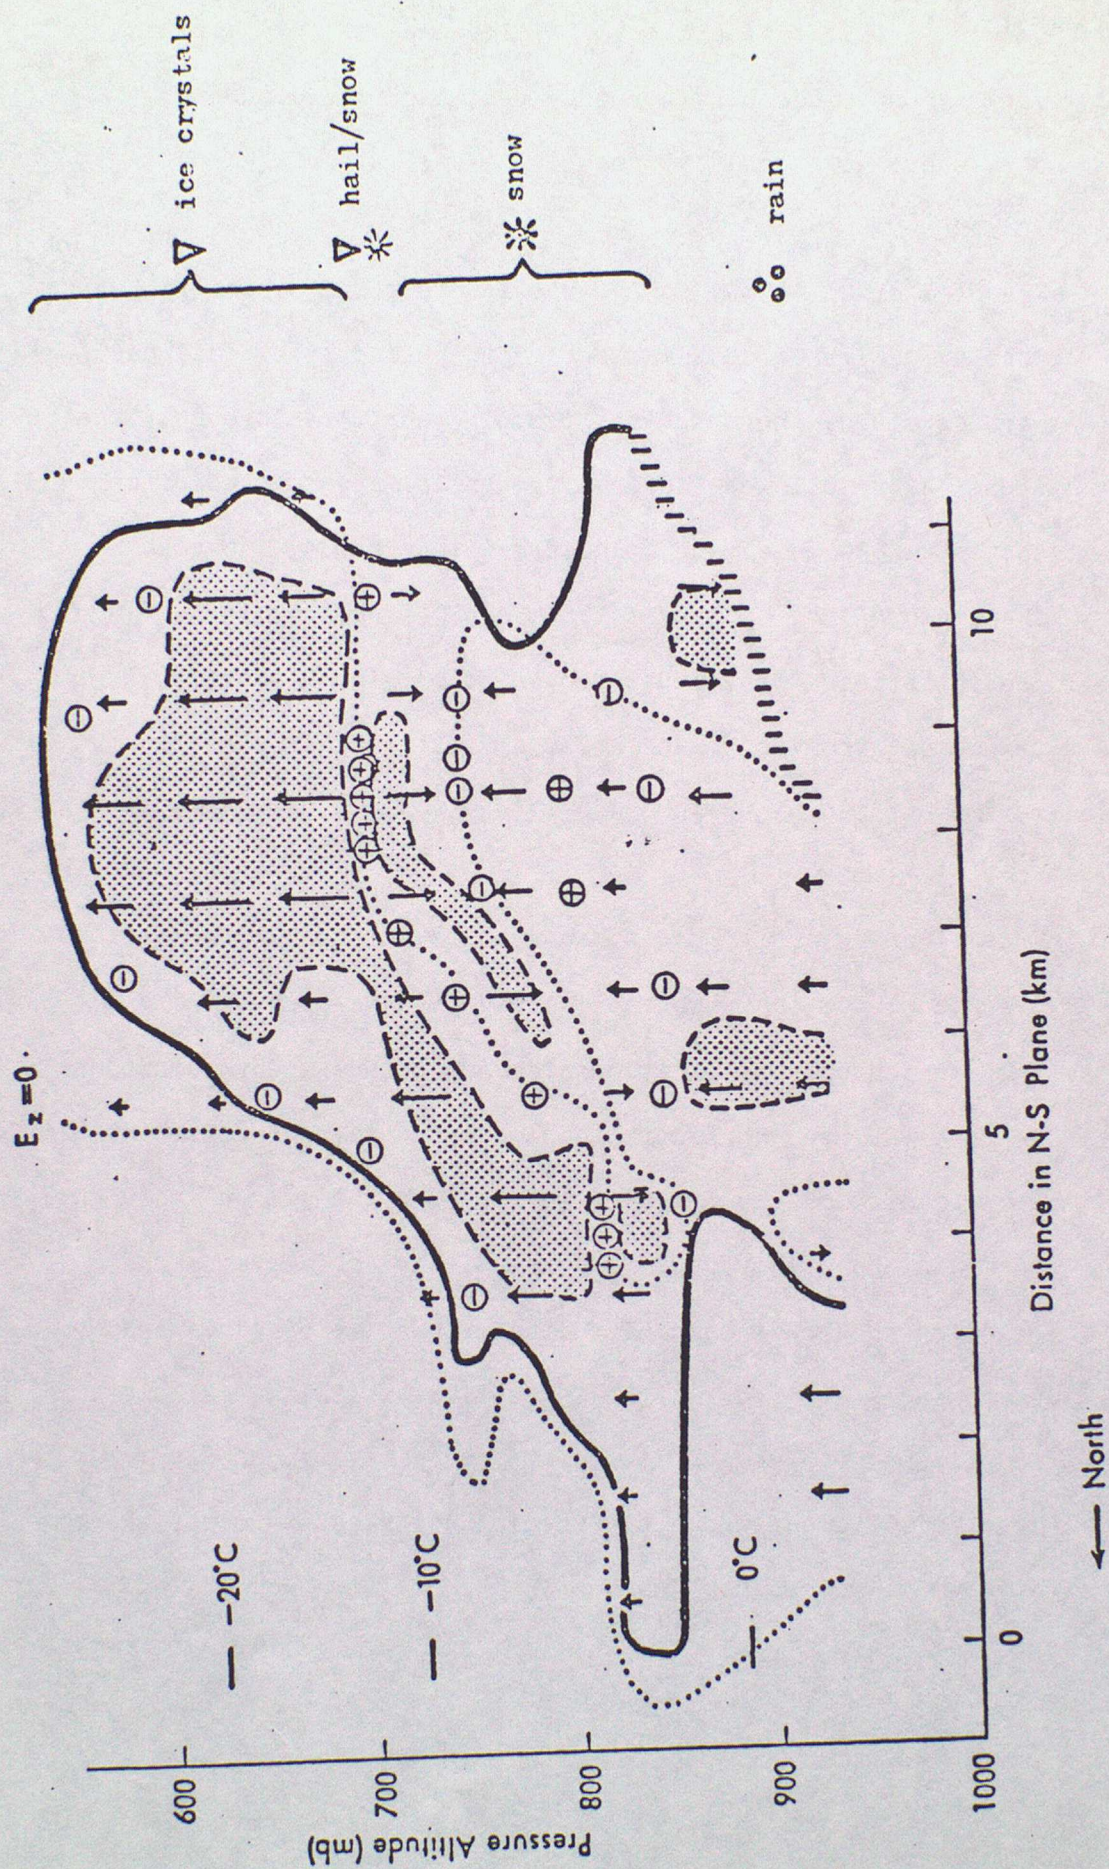 E_z=0.
ice crystals
hail/snow
snow
rain
−20°C
−10°C
0°C
600
700
800
900
1000
Pressure Altitude (mb)
0
5
10
Distance in N-S Plane (km)
North